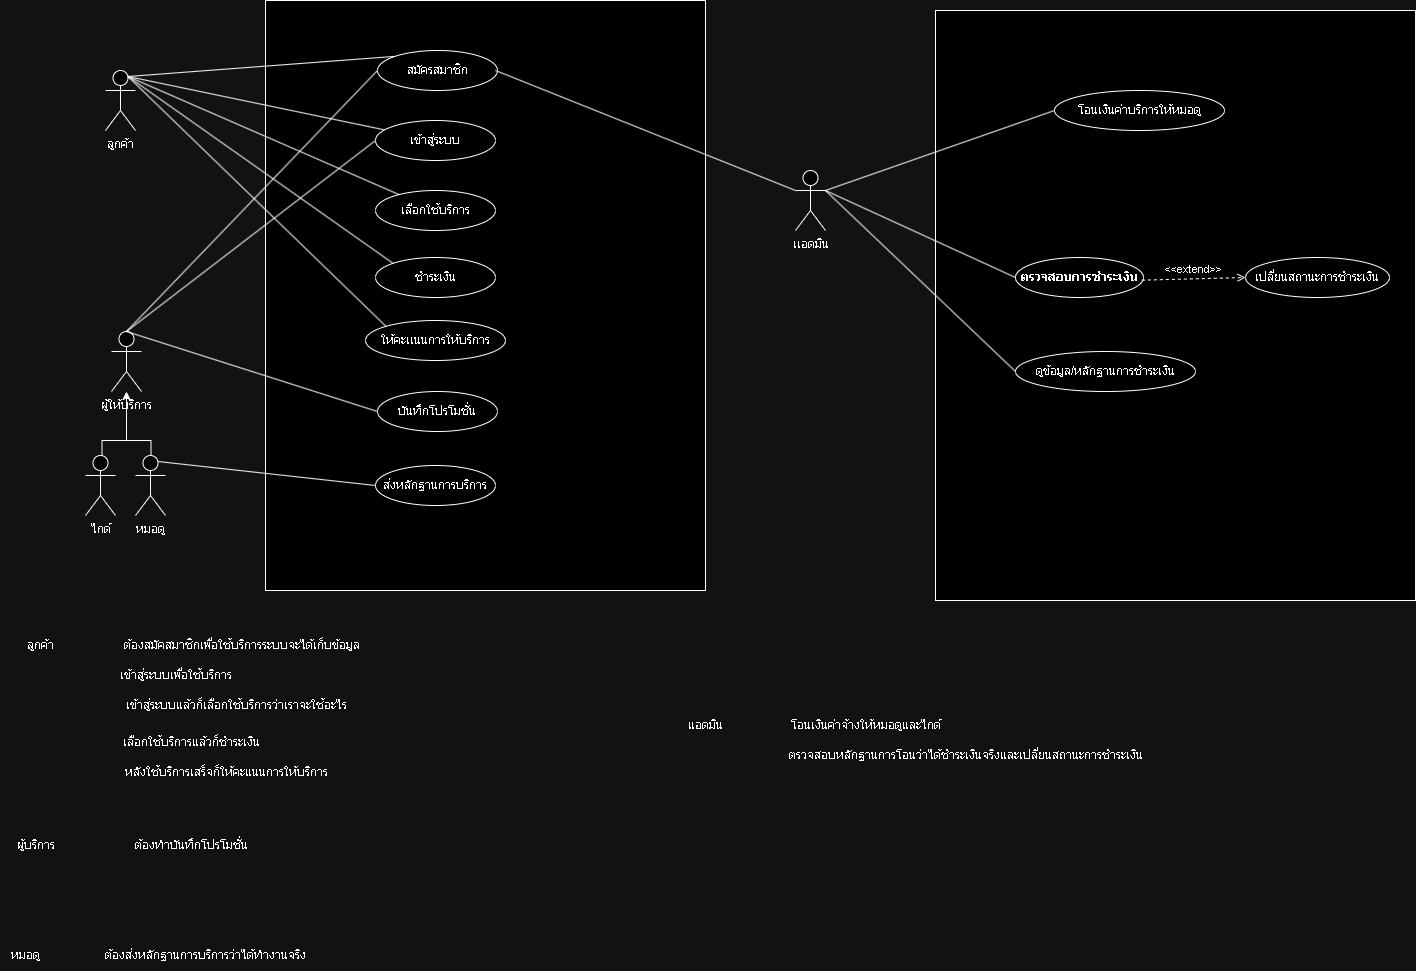 สมัครสมาชิก
โอนเงินค่าบริการให้หมอดู
ลูกค้า
เข้าสู่ระบบ
เลือกใช้บริการ
แอดมิน
ชำระเงิน
ตรวจสอบการชำระเงิน
<<extend>>
เปลี่ยนสถานะการชำระเงิน
ให้คะแนนการให้บริการ
ดูข้อมูล/หลักฐานการชำระเงิน
ผู้ให้บริการ
บันทึกโปรโมชั่น
ส่งหลักฐานการบริการ
ไกด์
หมอดู
ลูกค้า ต้องสมัคสมาชิกเพื่อใช้บริการระบบจะได้เก็บข้อมูล
เข้าสู่ระบบเพื่อใช้บริการ
เข้าสู่ระบบแล้วก็เลือกใช้บริการว่าเราจะใช้อะไร
เลือกใช้บริการแล้วก็ชำระเงิน
หลังใช้บริการเสร็จก็ให้คะแนนการให้บริการ
แอดมิน โอนเงินค่าจ้างให้หมอดูและไกด์
ตรวจสอบหลักฐานการโอนว่าได้ชำระเงินจริงและเปลี่ยนสถานะการชำระเงิน
ผู้บริการ ต้องทำบันทึกโปรโมชั่น
หมอดู ต้องส่งหลักฐานการบริการว่าได้ทำงานจริง